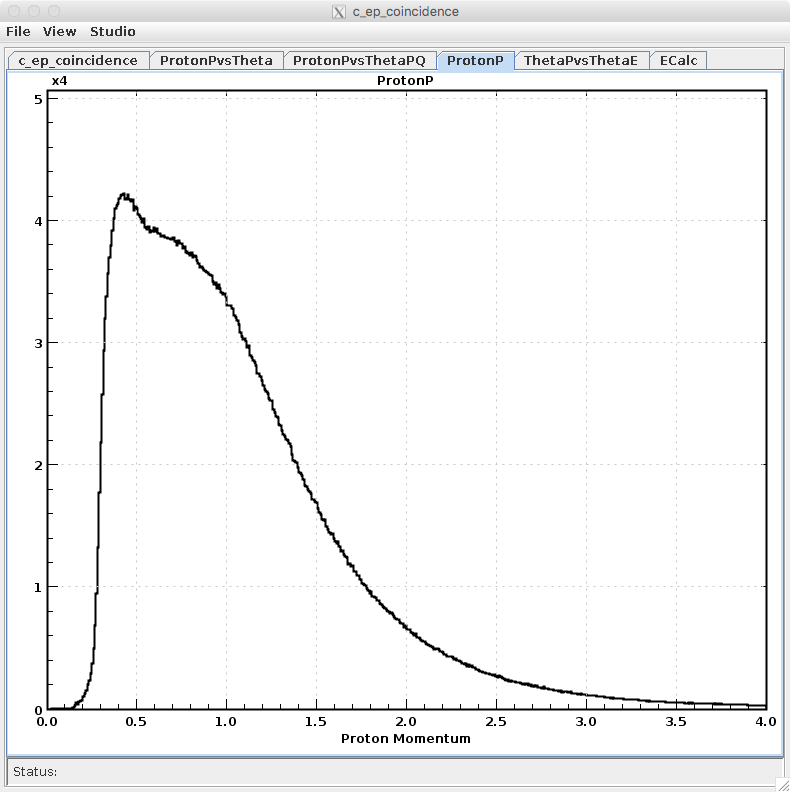 c_ep_coincidence
File View Studio
c_ep_coincidence ProtonPvsTheta ProtonPvsThetaPQ ProtonP ThetaPvsThetaE ECalc
x4 ProtonP
5
4
3
2
1
0
0.0 0.5 1.0 1.5 2.0 2.5 3.0 3.5 4.0
Proton Momentum
Status: